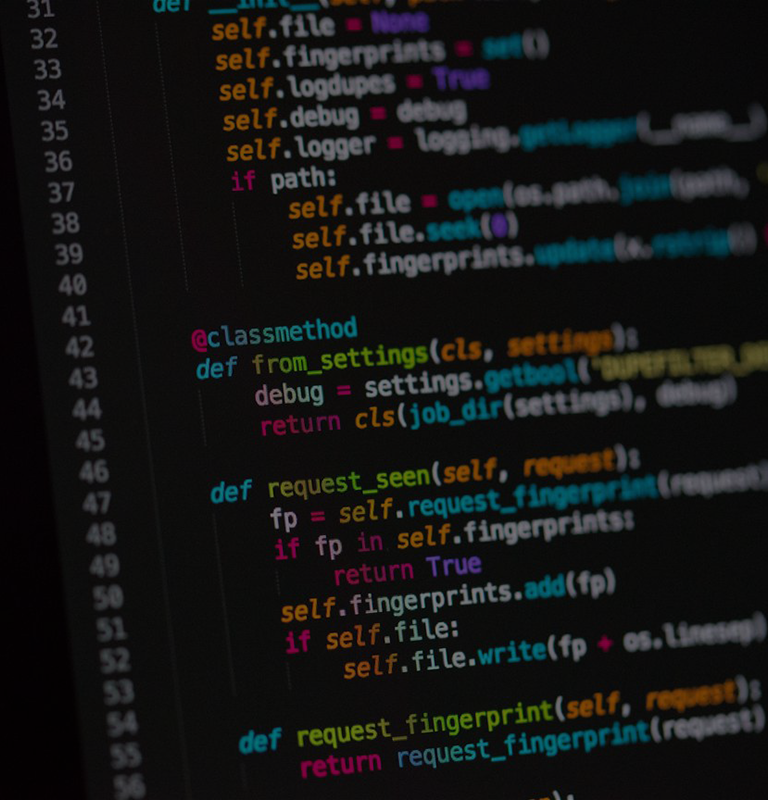 31 def __init__(self,
32 self.file = None
33 self.fingerprints = set()
34 self.logdupes = True
35 self.debug = debug
36 self.logger = logging.getLogger(__name__)
37 if path:
38 self.file = open(os.path.join(path,
39 self.file.seek(0)
40 self.fingerprints.update(x.rstrip()
41
42 @classmethod
43 def from_settings(cls, settings):
44 debug = settings.getbool('DUPEFILTER_
45 return cls(job_dir(settings), debug)
46
47 def request_seen(self, request):
48 fp = self.request_fingerprint(request)
49 if fp in self.fingerprints:
50 return True
51 self.fingerprints.add(fp)
52 if self.file:
53 self.file.write(fp + os.linesep)
54
55 def request_fingerprint(self, request):
56 return request_fingerprint(request)